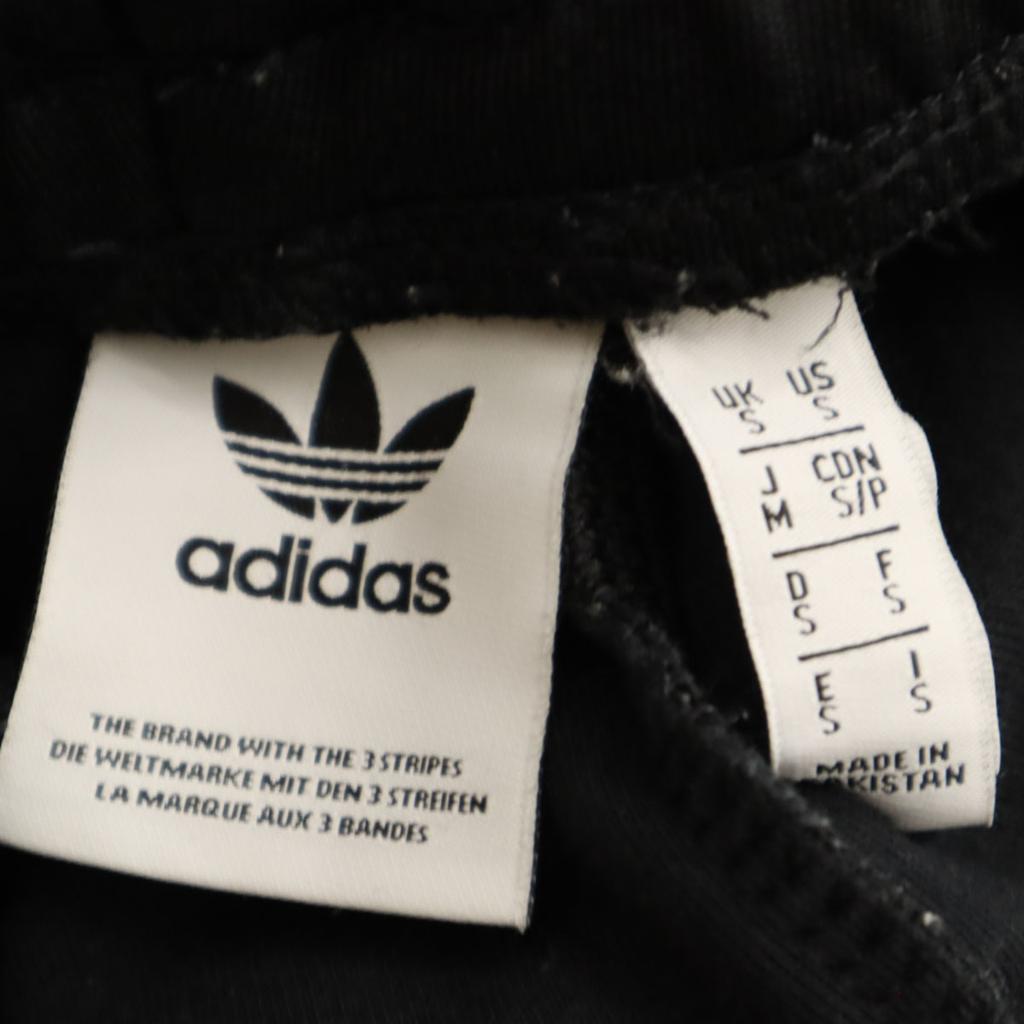 adidas
THE BRAND WITH THE 3 STRIPES
DIE WELTMARKE MIT DEN 3 STREIFEN
LA MARQUE AUX 3 BANDES
UK US
S S
J CDN
M S/P
D F
S S
E I
S S
MADE IN